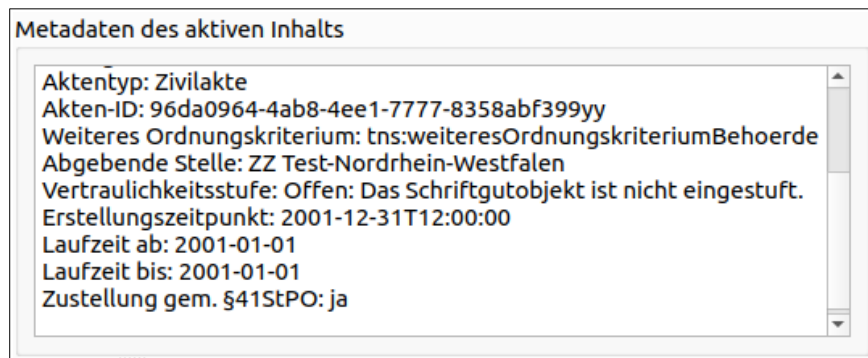 Metadaten des aktiven Inhalts
Aktentyp: Zivilakte
Akten-ID: 96da0964-4ab8-4ee1-7777-8358abf399yy
Weiteres Ordnungskriterium: tns:weiteresOrdnungskriteriumBehoerde
Abgebende Stelle: ZZ Test-Nordrhein-Westfalen
Vertraulichkeitsstufe: Offen: Das Schriftgutobjekt ist nicht eingestuft.
Erstellungszeitpunkt: 2001-12-31T12:00:00
Laufzeit ab: 2001-01-01
Laufzeit bis: 2001-01-01
Zustellung gem. §41StPO: ja